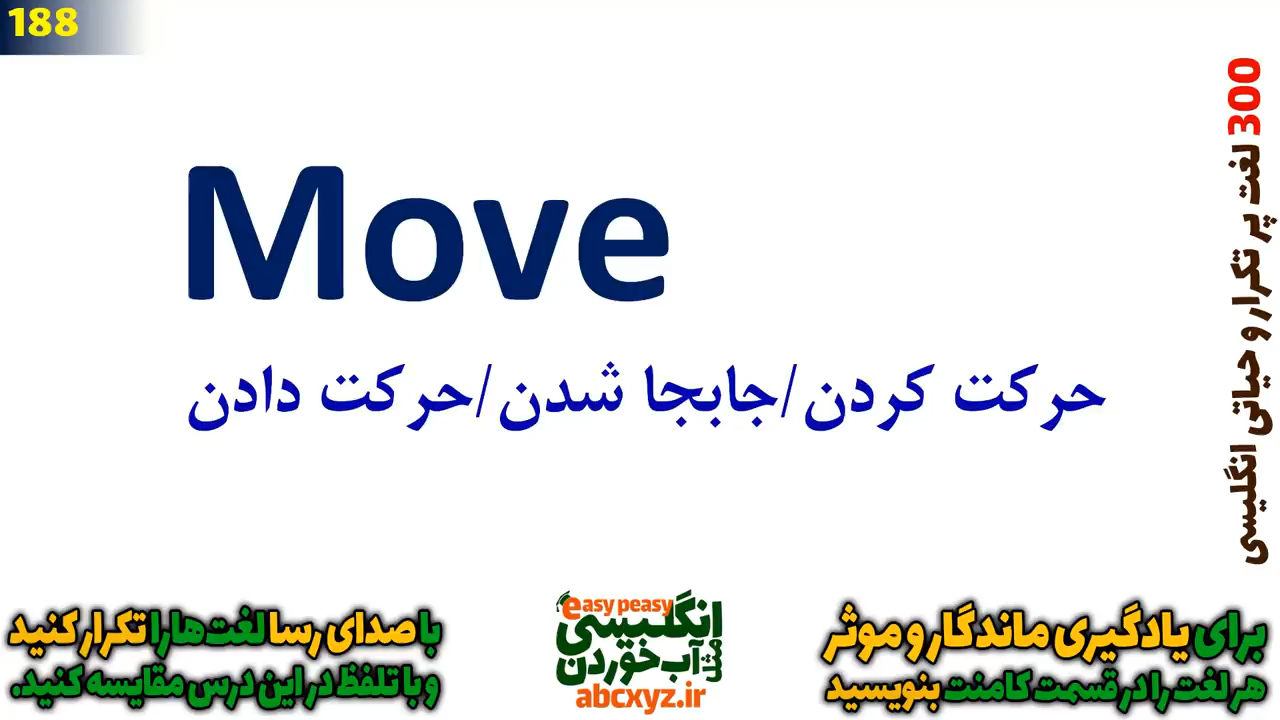 188
300 لغت پر تکرار و حیاتی انگلیسی
Move
حرکت کردن/جابجا شدن/حرکت دادن
برای یادگیری ماندگار و موثر
هر لغت را در قسمت کامنت بنویسید
easy peasy
انگلیسی
مثل آب خوردن
abcxyz.ir
با صدای رسا لغت‌ها را تکرار کنید
و با تلفظ در این درس مقایسه کنید.